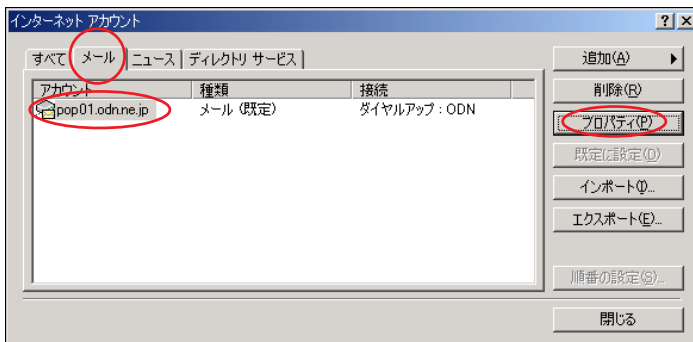 インターネット アカウント
すべて メール ニュース ディレクトリ サービス
アカウント 種類 接続
pop01.odn.ne.jp メール (既定) ダイヤルアップ : ODN
追加(A)
削除(R)
プロパティ(P)
既定に設定(D)
インポート(I)...
エクスポート(E)...
順番の設定(S)...
閉じる